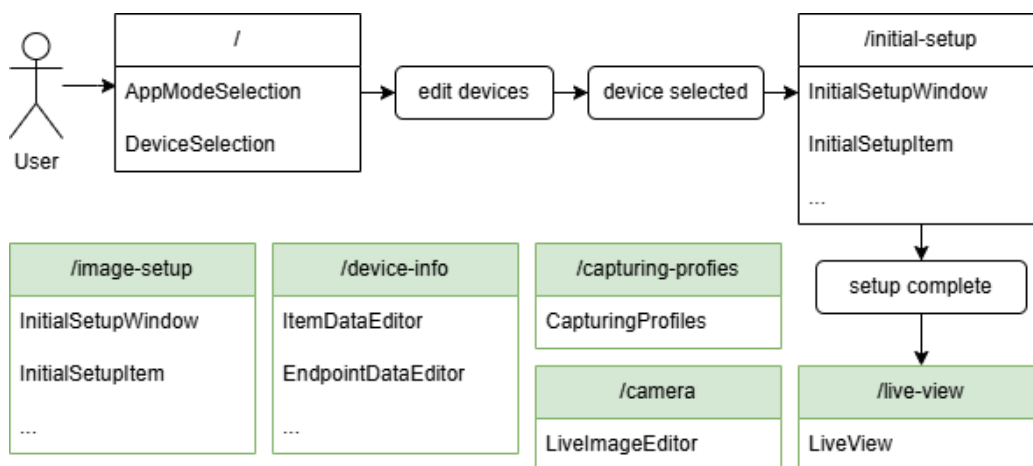 User
/
AppModeSelection
DeviceSelection
edit devices
device selected
/initial-setup
InitialSetupWindow
InitialSetupItem
...
setup complete
/image-setup
InitialSetupWindow
InitialSetupItem
...
/device-info
ItemDataEditor
EndpointDataEditor
...
/capturing-profies
CapturingProfiles
/camera
LiveImageEditor
/live-view
LiveView